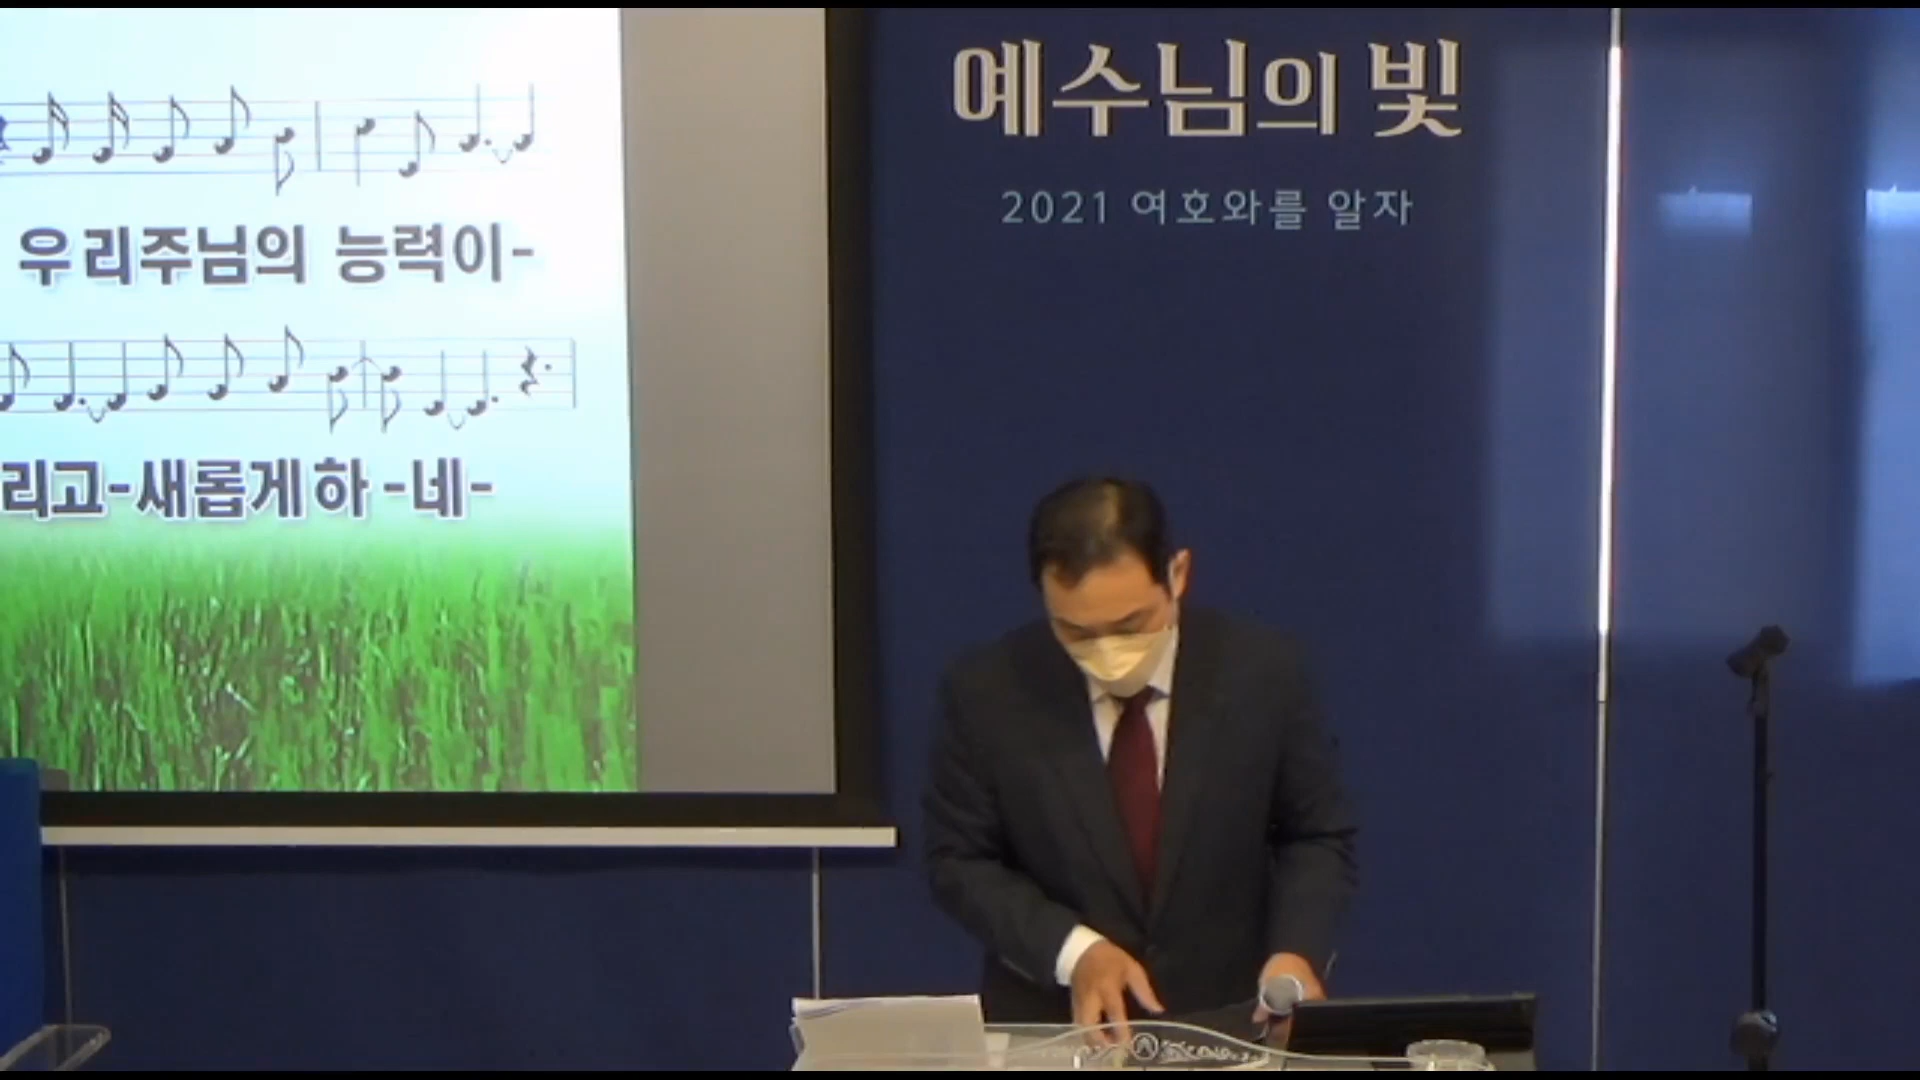 예수님의 빛
2021 여호와를 알자
우리주님의 능력이-
리고-새롭게하-네-